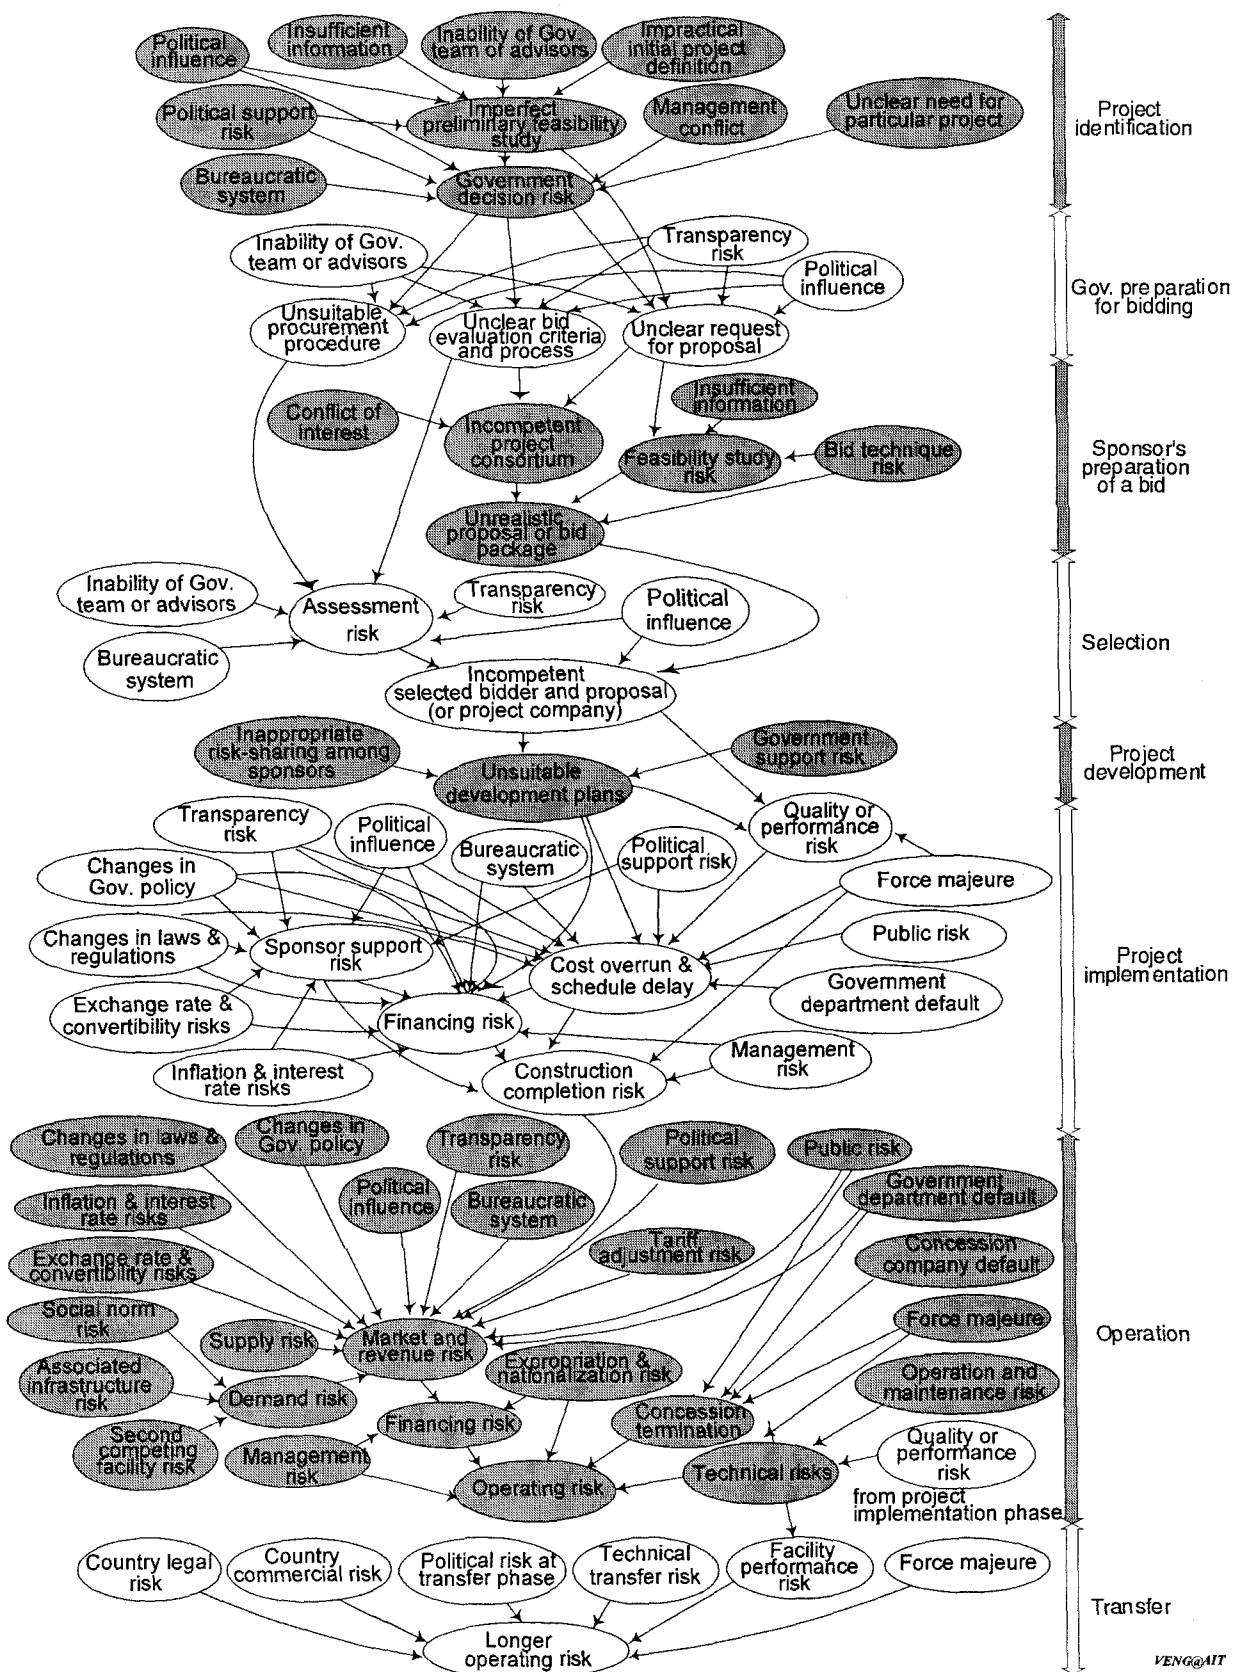 Political
influence
Insufficient
information
Inability of Gov.
team or advisors
Impractical
initial project
definition
Political support
risk
Imperfect
preliminary feasibility
study
Management
conflict
Unclear need for
particular project
Project
identification
Bureaucratic
system
Government
decision risk
Inability of Gov.
team or advisors
Transparency
risk
Political
influence
Gov. preparation
for bidding
Unsuitable
procurement
procedure
Unclear bid
evaluation criteria
and process
Unclear request
for proposal
Insufficient
information
Conflict of
interest
Incompetent
project
consortium
Feasibility study
risk
Bid technique
risk
Sponsor's
preparation
of a bid
Unrealistic
proposal or bid
package
Inability of Gov.
team or advisors
Assessment
risk
Transparency
risk
Political
influence
Selection
Bureaucratic
system
Incompetent
selected bidder and proposal
(or project company)
Inappropriate
risk-sharing among
sponsors
Unsuitable
development plans
Government
support risk
Project
development
Transparency
risk
Political
influence
Bureaucratic
system
Political
support risk
Quality or
performance
risk
Changes in
Gov. policy
Force majeure
Changes in laws &
regulations
Sponsor support
risk
Cost overrun &
schedule delay
Public risk
Project
implementation
Exchange rate &
convertibility risks
Financing risk
Government
department default
Inflation & interest
rate risks
Construction
completion risk
Management
risk
Changes in laws &
regulations
Changes in
Gov. policy
Transparency
risk
Political
support risk
Public risk
Inflation & interest
rate risks
Political
influence
Bureaucratic
system
Government
department default
Exchange rate &
convertibility risks
Tariff
adjustment risk
Concession
company default
Social norm
risk
Supply risk
Market and
revenue risk
Force majeure
Operation
Associated
infrastructure
risk
Demand risk
Expropriation &
nationalization risk
Operation and
maintenance risk
Financing risk
Concession
termination
Second
competing
facility risk
Management
risk
Operating risk
Technical risks
Quality or
performance
risk
from project
implementation phase
Country legal
risk
Country
commercial risk
Political risk at
transfer phase
Technical
transfer risk
Facility
performance
risk
Force majeure
Transfer
Longer
operating risk
VENG@AIT